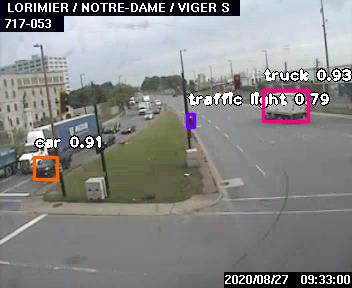 LORIMIER / NOTRE-DAME / VIGER S
717-053
truck 0.93
traffic light 0.79
car 0.91
2020/08/27 09:33:00